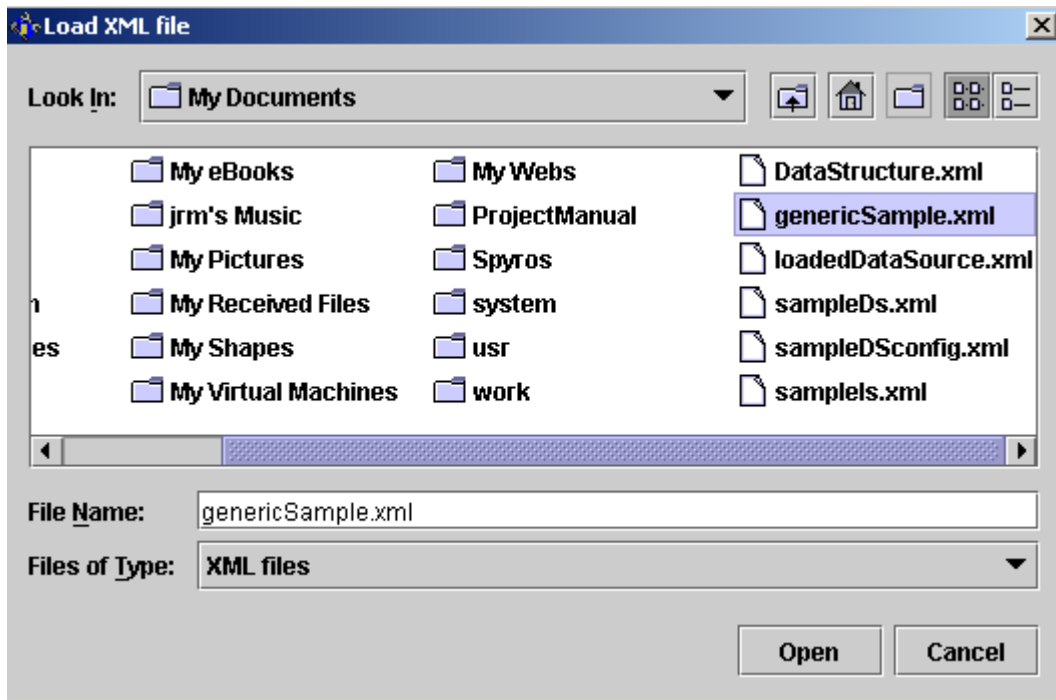 Load XML file
Look In: My Documents
My eBooks My Webs DataStructure.xml
jrm's Music ProjectManual genericSample.xml
My Pictures Spyros loadedDataSource.xml
n My Received Files system sampleDs.xml
es My Shapes usr sampleDSconfig.xml
My Virtual Machines work sampleIs.xml
File Name: genericSample.xml
Files of Type: XML files
Open Cancel